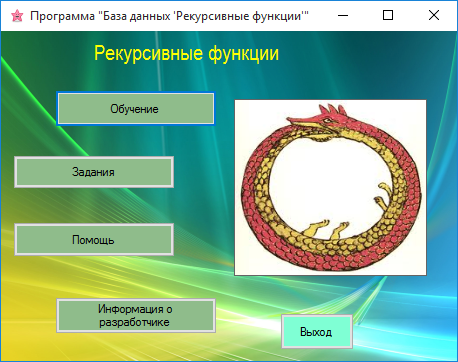 Программа "База данных 'Рекурсивные функции'"
Рекурсивные функции
Обучение
Задания
Помощь
Информация о
разработчике
Выход